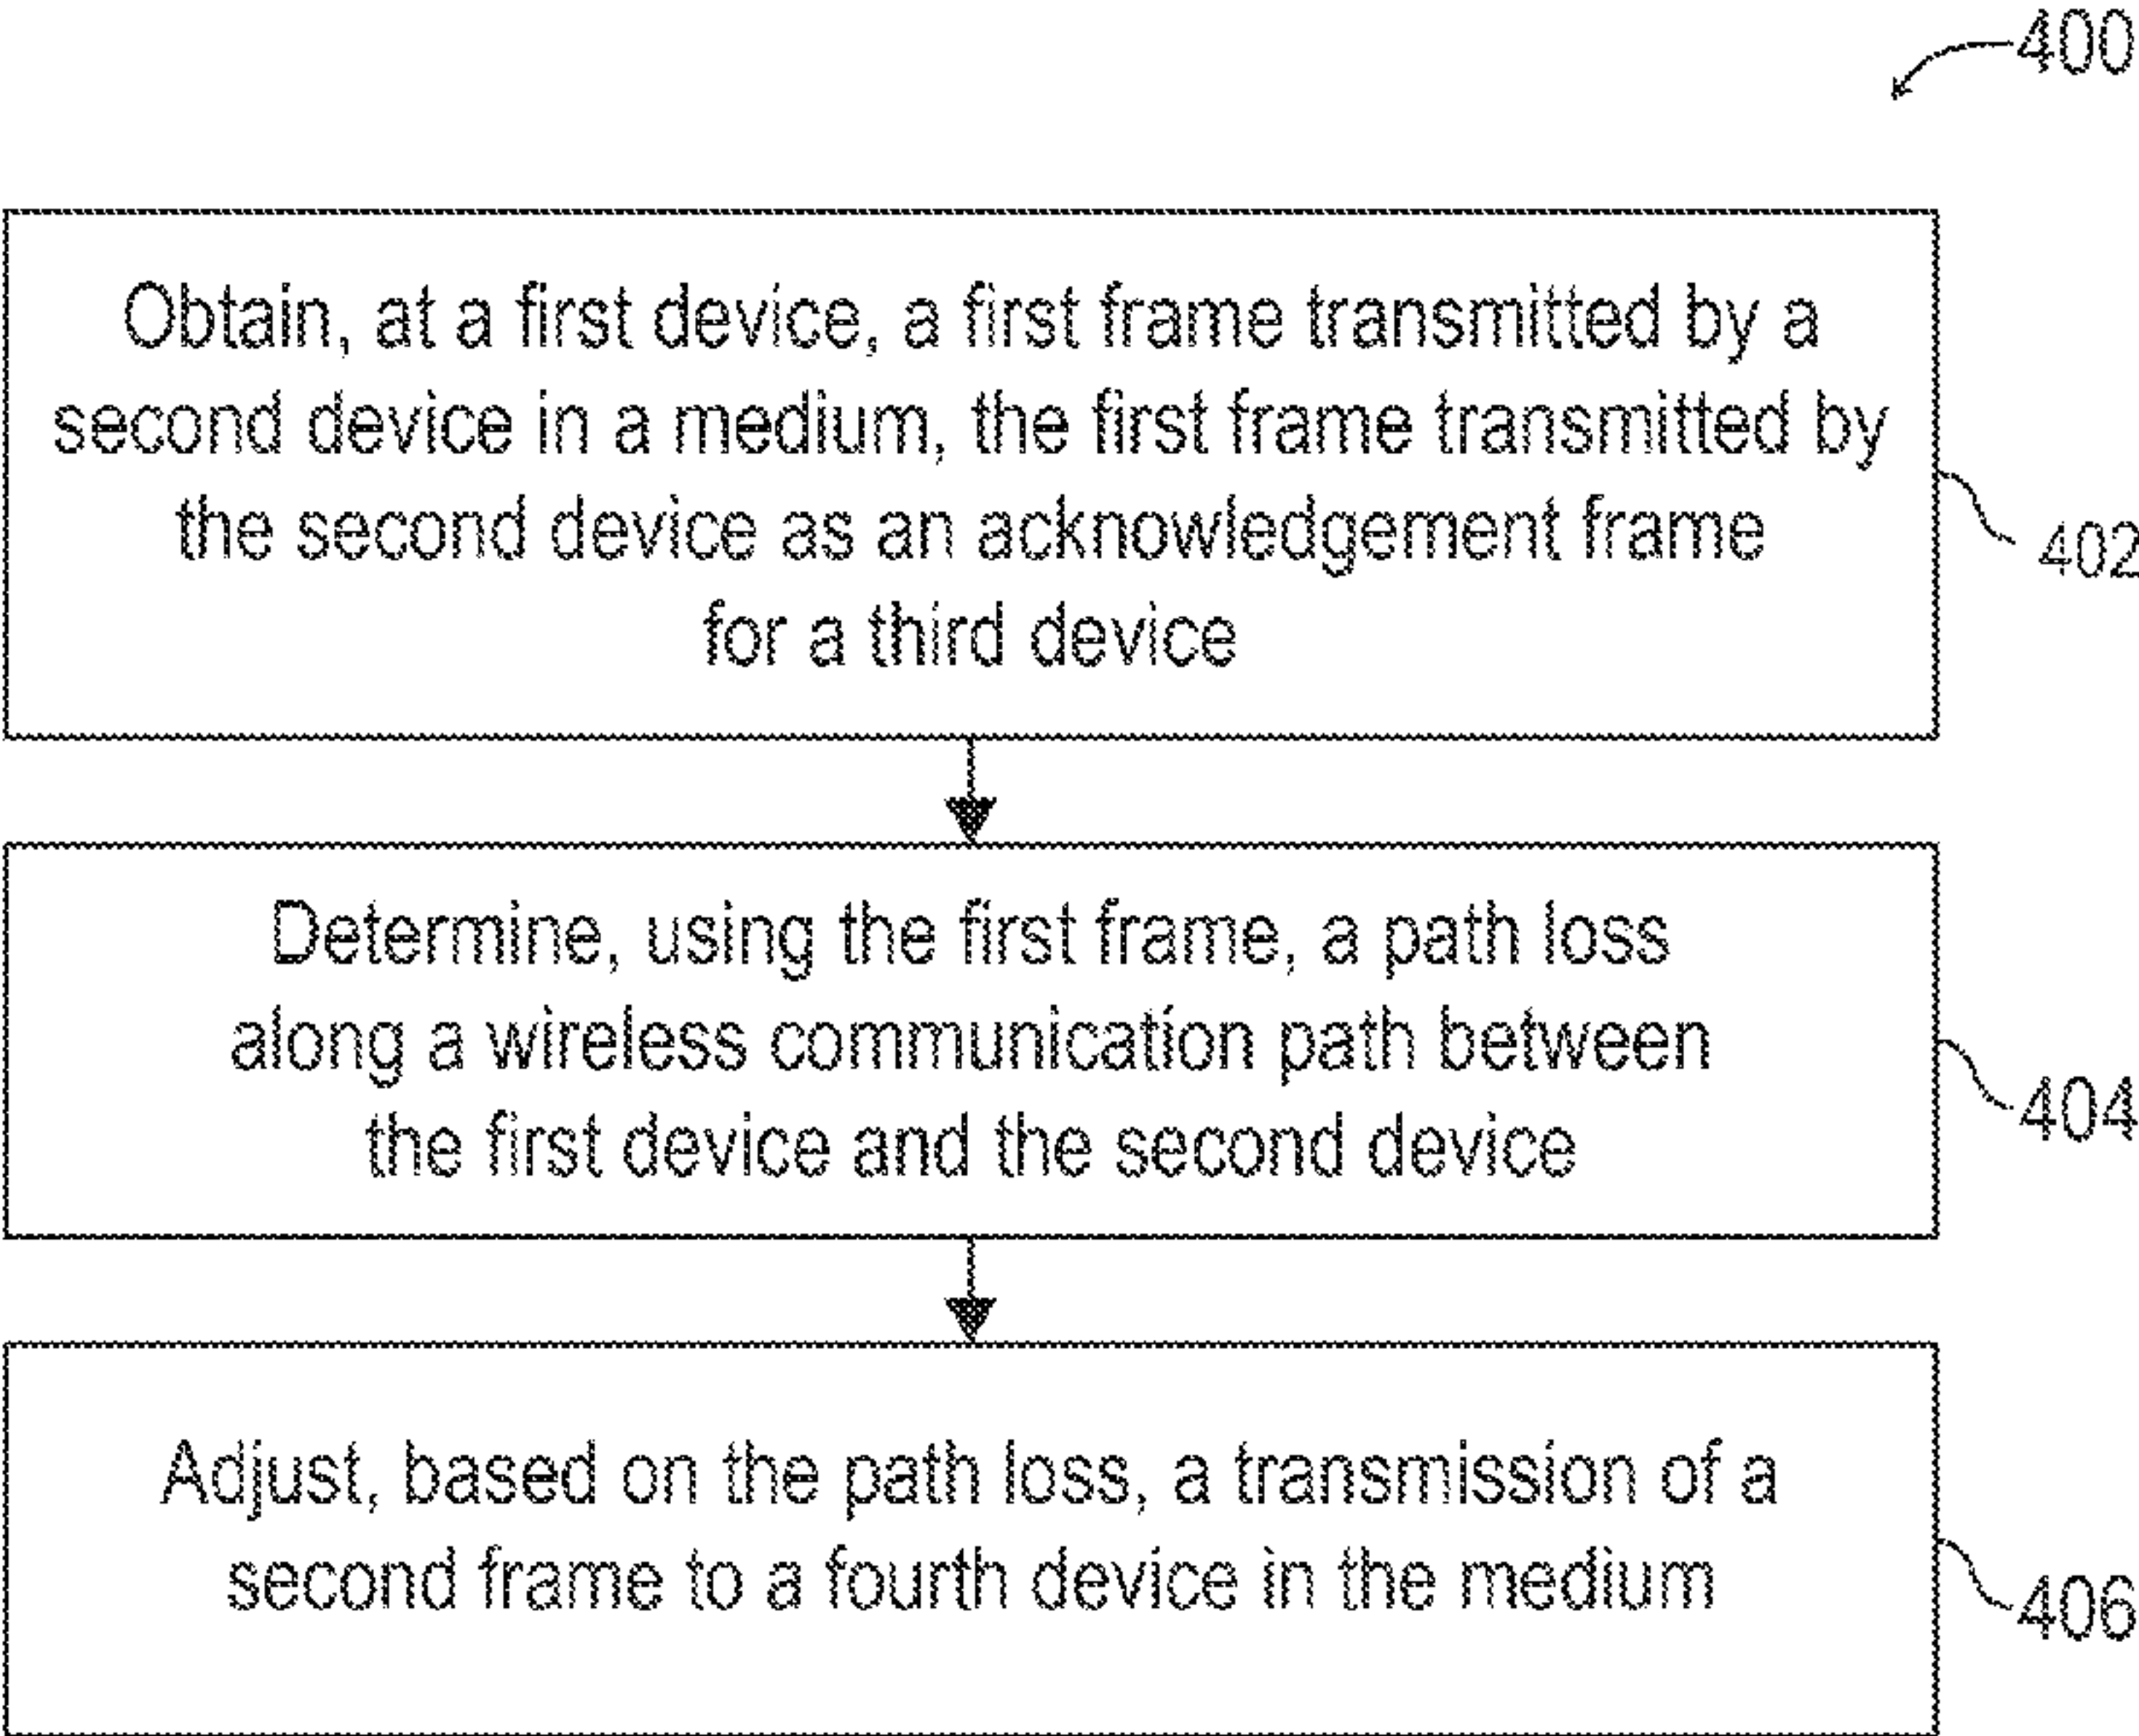 400
Obtain, at a first device, a first frame transmitted by a
second device in a medium, the first frame transmitted by
the second device as an acknowledgement frame
for a third device
402
Determine, using the first frame, a path loss
along a wireless communication path between
the first device and the second device
404
Adjust, based on the path loss, a transmission of a
second frame to a fourth device in the medium
406